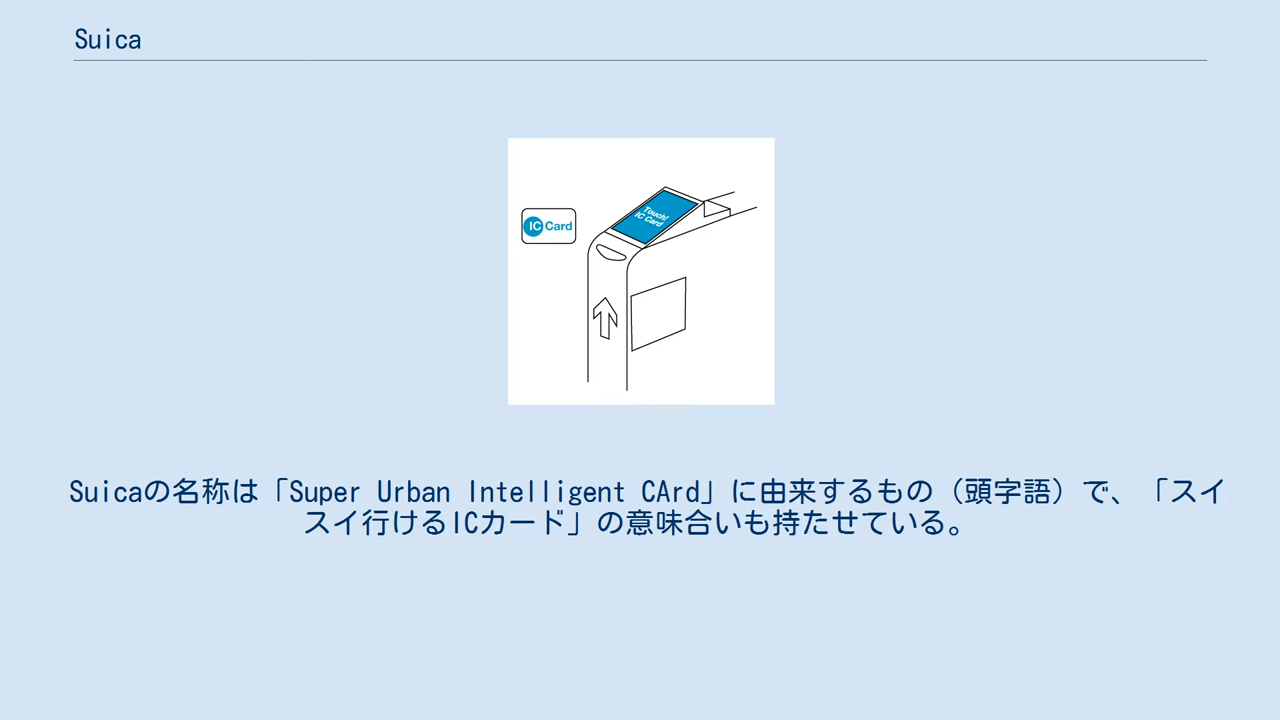 Suica
Touch!
IC Card
IC Card
Suicaの名称は「Super Urban Intelligent CArd」に由来するもの（頭字語）で、「スイ
スイ行けるICカード」の意味合いも持たせている。